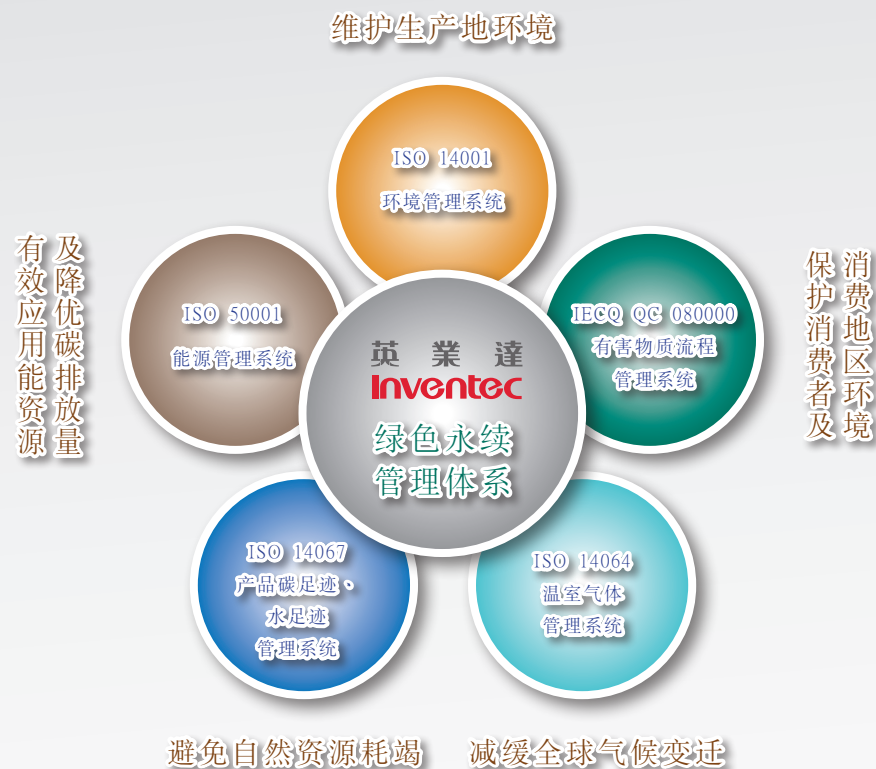 维护生产地环境
ISO 14001
环境管理系统
有效应用能资源
及降优碳排放量
ISO 50001
能源管理系统
IECQ QC 080000
有害物质流程
管理系统
保护消费者及
消费地区环境
英業達
Inventec
绿色永续
管理体系
ISO 14067
产品碳足迹、
水足迹
管理系统
ISO 14064
温室气体
管理系统
避免自然资源耗竭
减缓全球气候变迁